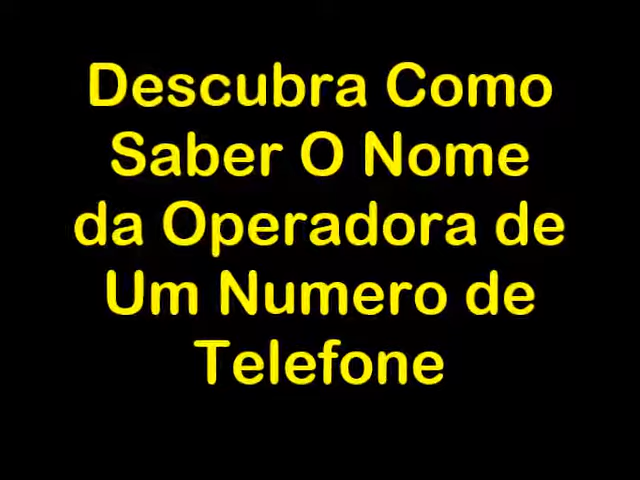 Descubra Como
Saber O Nome
da Operadora de
Um Numero de
Telefone